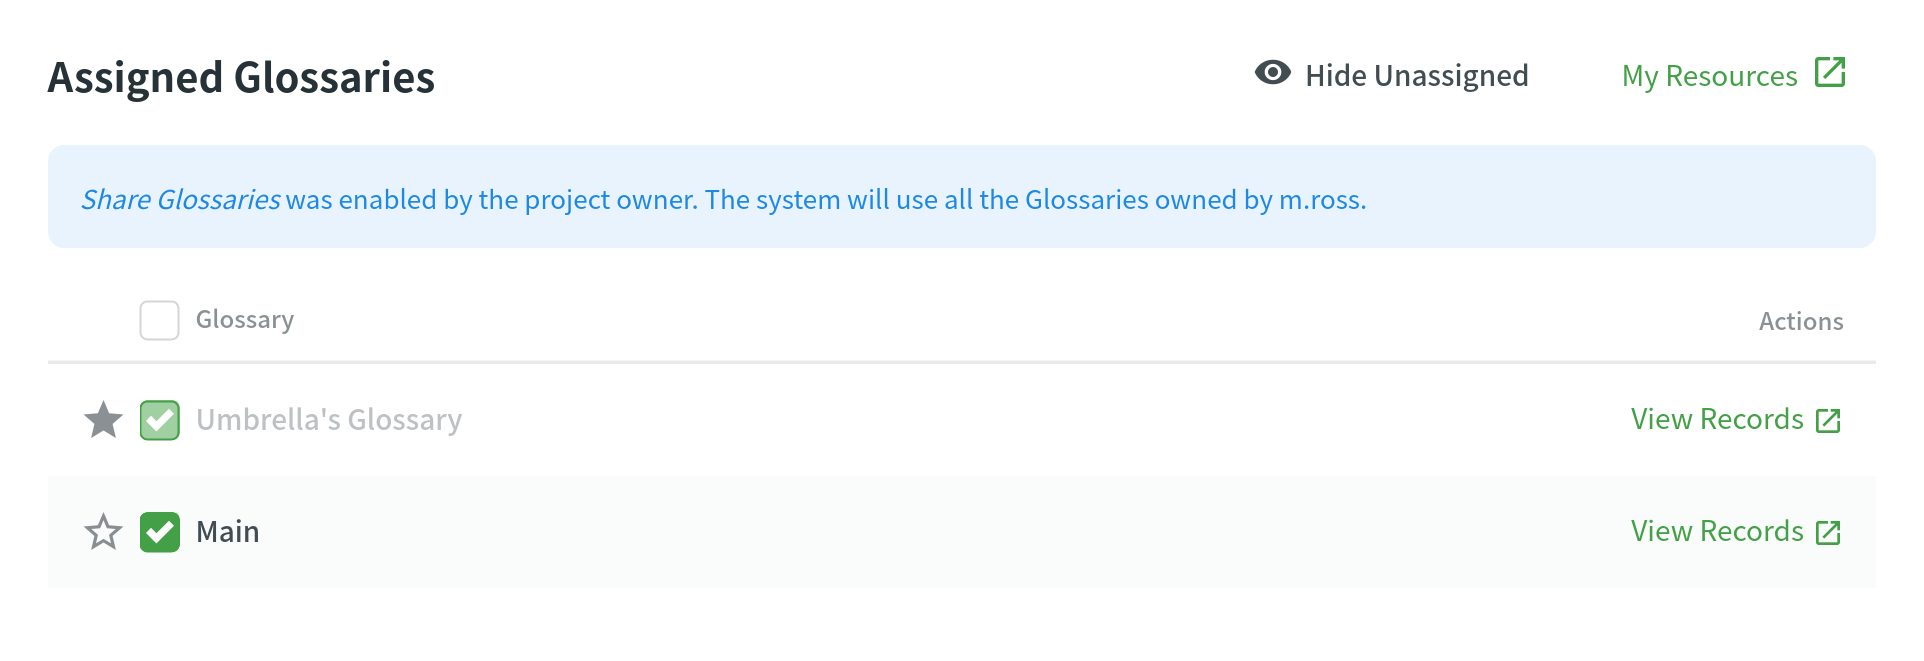 Assigned Glossaries
Hide Unassigned
My Resources
Share Glossaries was enabled by the project owner. The system will use all the Glossaries owned by m.ross.
Glossary
Actions
Umbrella's Glossary
View Records
Main
View Records